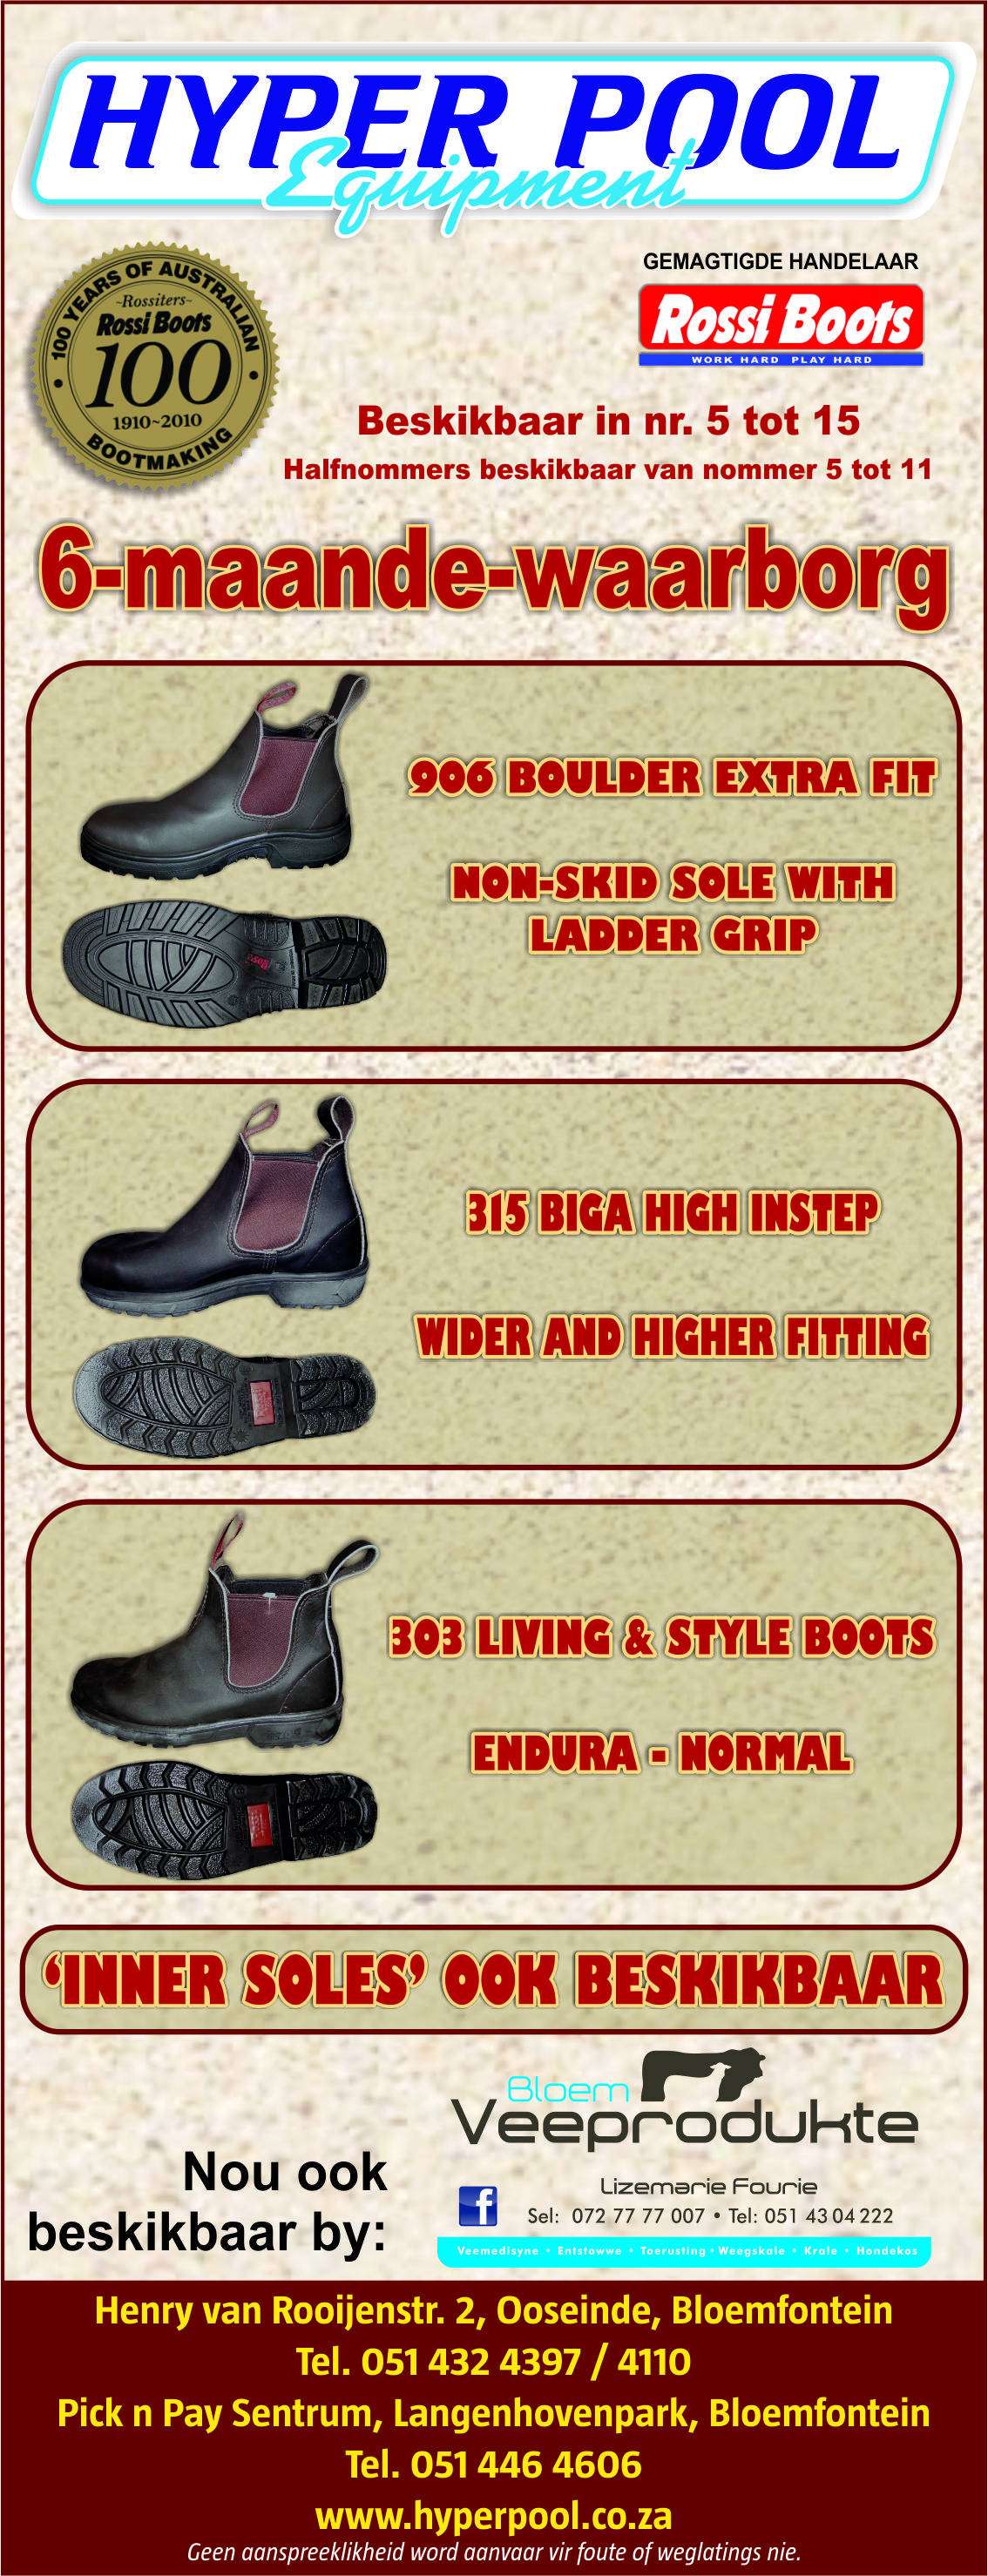 HYPER POOL
Equipment
100 YEARS OF AUSTRALIAN
~Rossiters~
Rossi Boots
100
1910~2010
BOOTMAKING
GEMAGTIGDE HANDELAAR
Rossi Boots
WORK HARD PLAY HARD
Beskikbaar in nr. 5 tot 15
Halfnommers beskikbaar van nommer 5 tot 11
6-maande-waarborg
906 BOULDER EXTRA FIT
NON-SKID SOLE WITH
LADDER GRIP
315 BIGA HIGH INSTEP
WIDER AND HIGHER FITTING
303 LIVING & STYLE BOOTS
ENDURA - NORMAL
‘INNER SOLES’ OOK BESKIKBAAR
Nou ook
beskikbaar by:
Bloem
Veeprodukte
Lizemarie Fourie
f
Sel: 072 77 77 007 • Tel: 051 43 04 222
Veemedisyne • Entstowwe • Toerusting • Weegskale • Krale • Hondekos
Henry van Rooijenstr. 2, Ooseinde, Bloemfontein
Tel. 051 432 4397 / 4110
Pick n Pay Sentrum, Langenhovenpark, Bloemfontein
Tel. 051 446 4606
www.hyperpool.co.za
Geen aanspreeklikheid word aanvaar vir foute of weglatings nie.